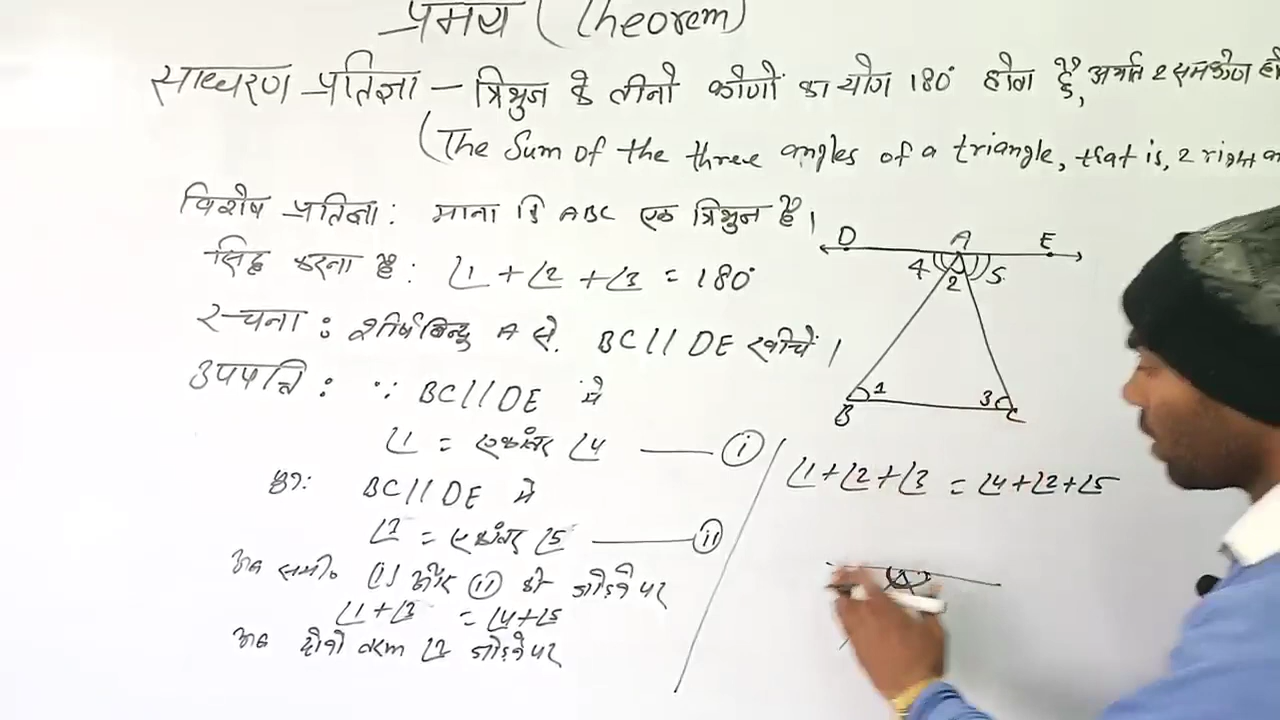 प्रमेय (Theorem)
साधारण प्रतिज्ञा – त्रिभुज के तीनो कोणों का योग 180° होता है, अर्थात 2 समकोण हो
(The Sum of the three angles of a triangle, that is, 2 right an
विशेष प्रतिज्ञा: माना कि ABC एक त्रिभुज है।
सिद्ध करना है: ∠1 + ∠2 + ∠3 = 180°
रचना: शीर्षबिन्दु A से. BC // DE खींचें।
उपपत्ति: ∵ BC // DE में
∠1 = एकांतर ∠4 — (i)
पुनः BC // DE में
∠3 = एकांतर ∠5 — (ii)
अब समी० (i) और (ii) को जोड़ने पर
∠1 + ∠3 = ∠4 + ∠5
अब दोनो तरफ ∠2 जोड़ने पर
D A E
4 2 5
1 3
B C
∠1 + ∠2 + ∠3 = ∠4 + ∠2 + ∠5